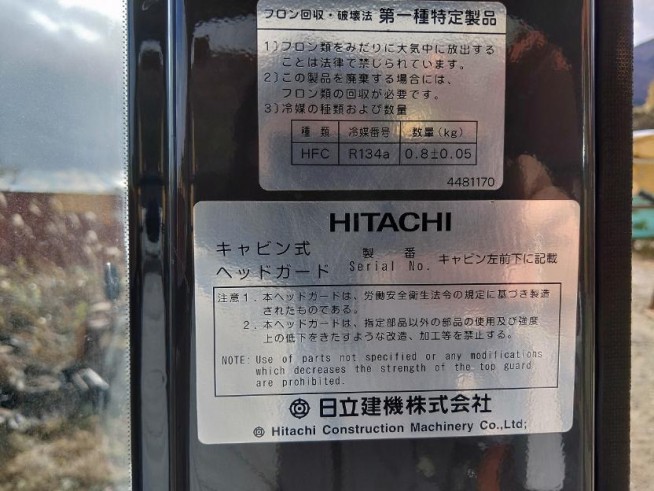 フロン回収・破壊法 第一種特定製品
1)フロン類をみだりに大気中に放出する
ことは法律で禁じられています。
2)この製品を廃棄する場合には、
フロン類の回収が必要です。
3)冷媒の種類および数量
種類 冷媒番号 数量(kg)
HFC R134a 0.8±0.05
4481170
HITACHI
キャビン式
ヘッドガード
製番
Serial No.
キャビン左前下に記載
注意1.本ヘッドガードは、労働安全衛生法令の規定に基づき製造
されたものである。
2.本ヘッドガードは、指定部品以外の部品の使用及び強度
上の低下をきたすような改造、加工等を禁止する。
NOTE: Use of parts not specified or any modifications
which decreases the strength of the top guard
are prohibited.
日立建機株式会社
Hitachi Construction Machinery Co.,Ltd;